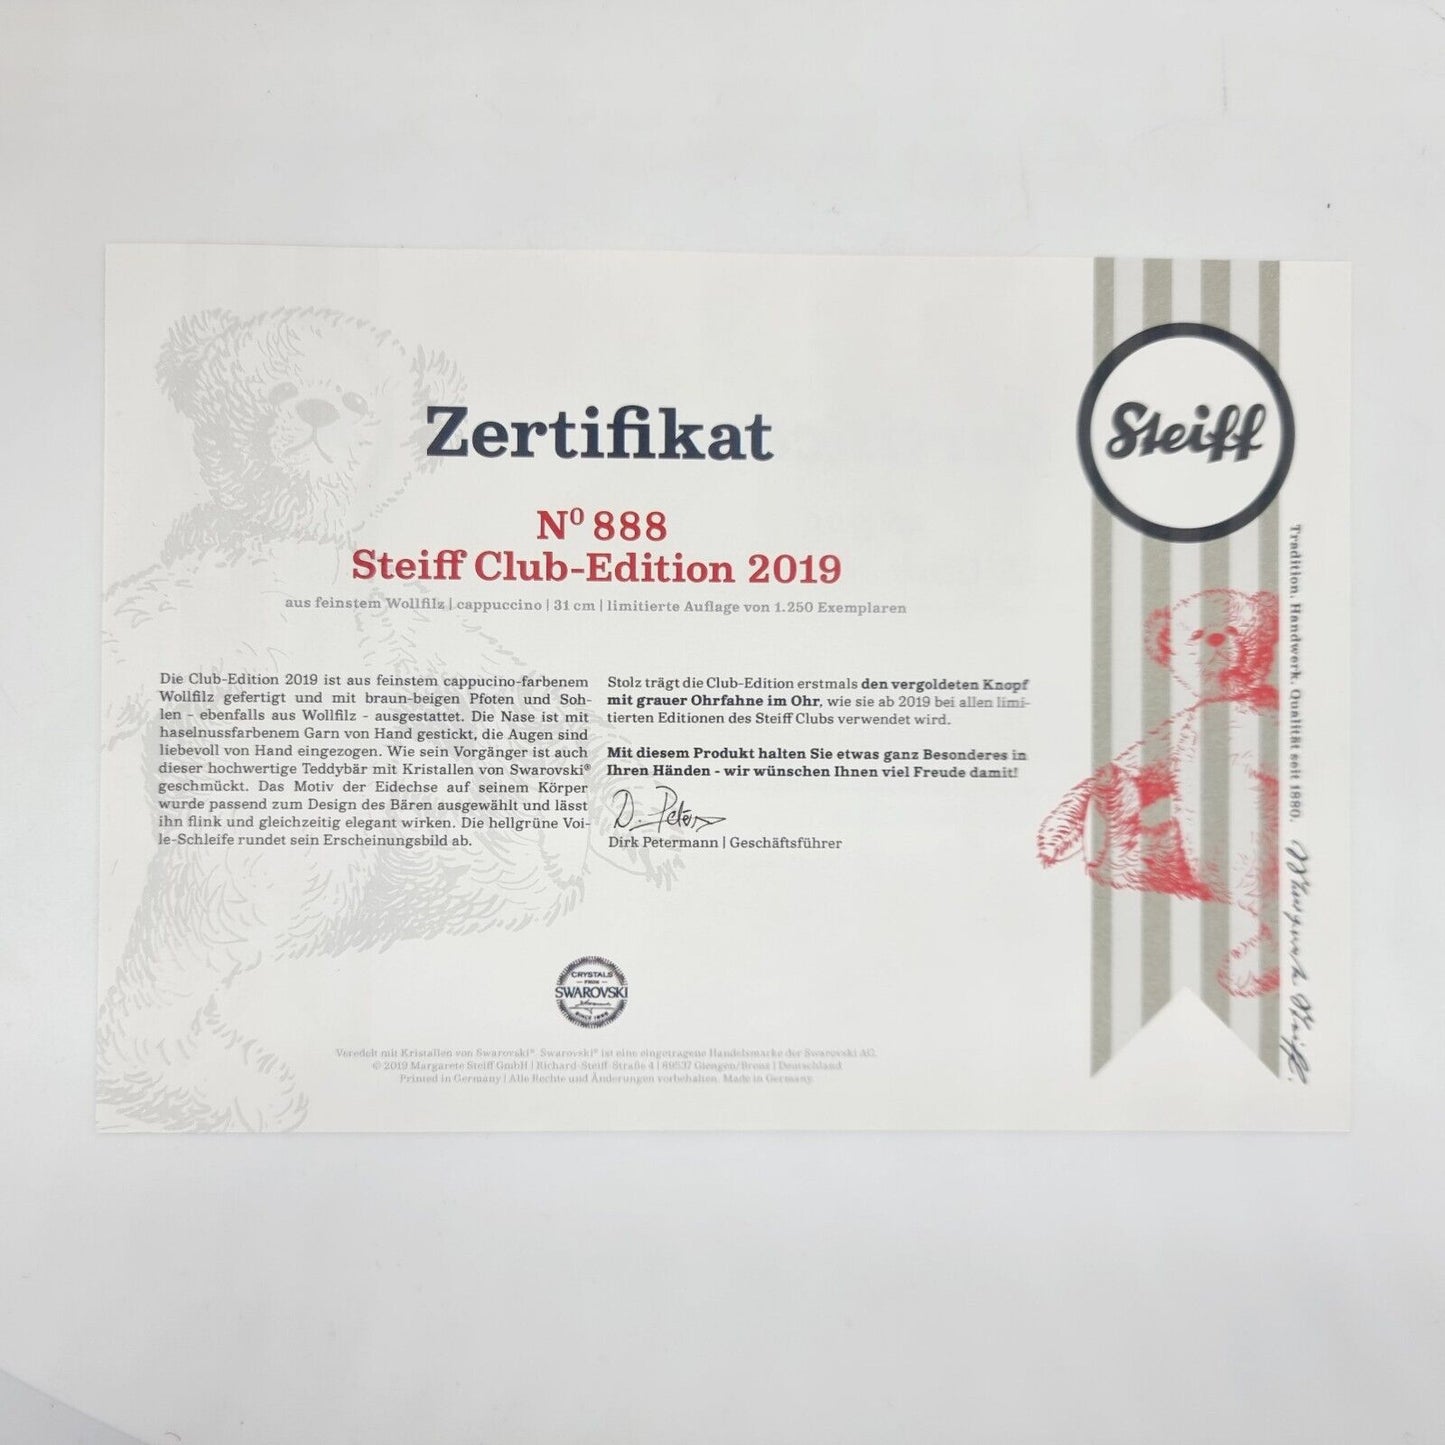 Zertifikat
Nº 888
Steiff Club-Edition 2019
aus feinstem Wollfilz | cappuccino | 31 cm | limitierte Auflage von 1.250 Exemplaren
Die Club-Edition 2019 ist aus feinstem cappucino-farbenem
Wollfilz gefertigt und mit braun-beigen Pfoten und Soh-
len - ebenfalls aus Wollfilz - ausgestattet. Die Nase ist mit
haselnussfarbenem Garn von Hand gestickt, die Augen sind
liebevoll von Hand eingezogen. Wie sein Vorgänger ist auch
dieser hochwertige Teddybär mit Kristallen von Swarovski®
geschmückt. Das Motiv der Eidechse auf seinem Körper
wurde passend zum Design des Bären ausgewählt und lässt
ihn flink und gleichzeitig elegant wirken. Die hellgrüne Voi-
le-Schleife rundet sein Erscheinungsbild ab.
Stolz trägt die Club-Edition erstmals den vergoldeten Knopf
mit grauer Ohrfahne im Ohr, wie sie ab 2019 bei allen limi-
tierten Editionen des Steiff Clubs verwendet wird.
Mit diesem Produkt halten Sie etwas ganz Besonderes in
Ihren Händen - wir wünschen Ihnen viel Freude damit!
D. Peter
Dirk Petermann | Geschäftsführer
CRYSTALS
FROM
SWAROVSKI
SINCE 1895
Veredelt mit Kristallen von Swarovski® Swarovski® ist eine eingetragene Handelsmarke der Swarovski AG.
© 2019 Margarete Steiff GmbH | Richard-Steiff-Straße 4 | 89537 Giengen/Brenz | Deutschland
Printed in Germany | Alle Rechte und Änderungen vorbehalten. Made in Germany.
Steiff
Tradition. Handwerk. Qualität seit 1880.
Margarete Steiff.